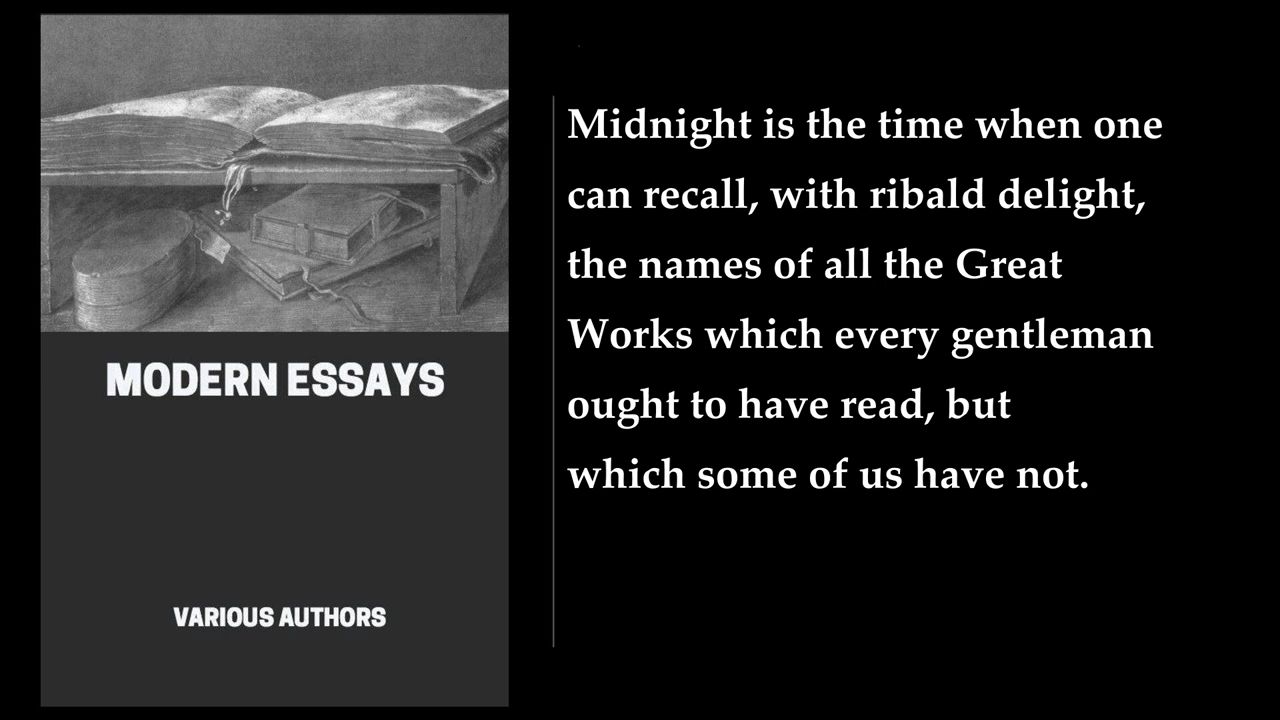 MODERN ESSAYS
VARIOUS AUTHORS
Midnight is the time when one
can recall, with ribald delight,
the names of all the Great
Works which every gentleman
ought to have read, but
which some of us have not.